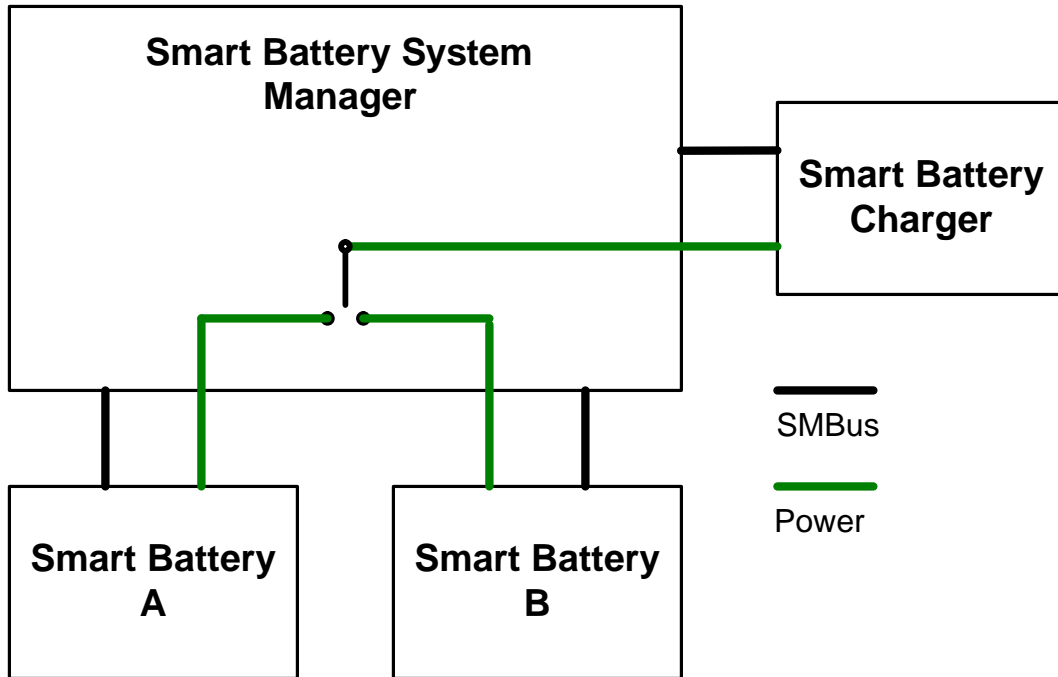 Smart Battery System
Manager
Smart Battery
Charger
SMBus
Power
Smart Battery
A
Smart Battery
B